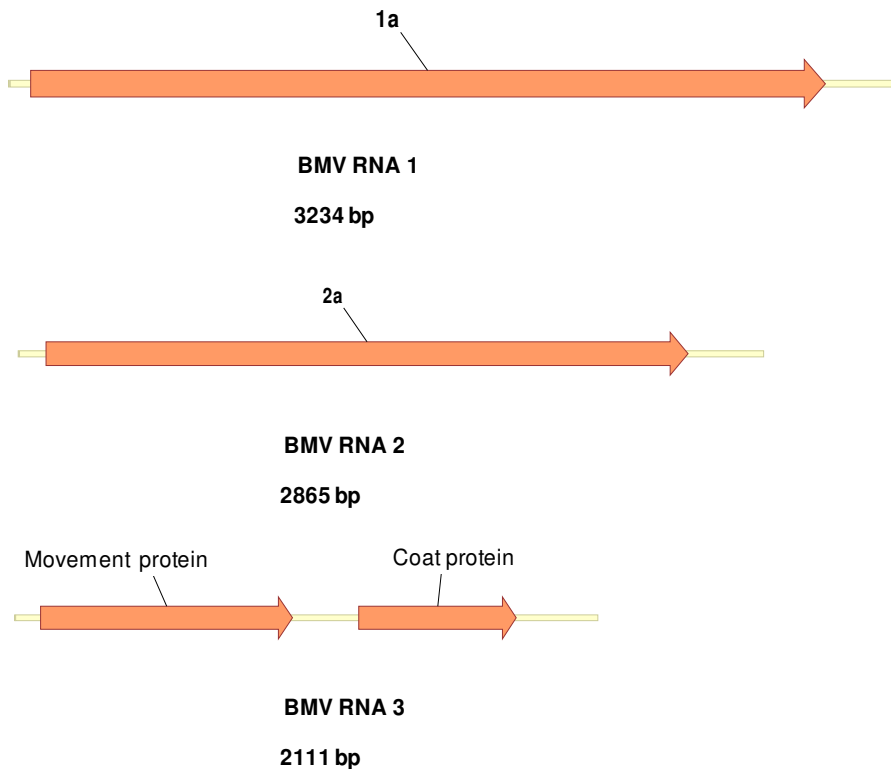 1a
BMV RNA 1
3234 bp
2a
BMV RNA 2
2865 bp
Movement protein
Coat protein
BMV RNA 3
2111 bp